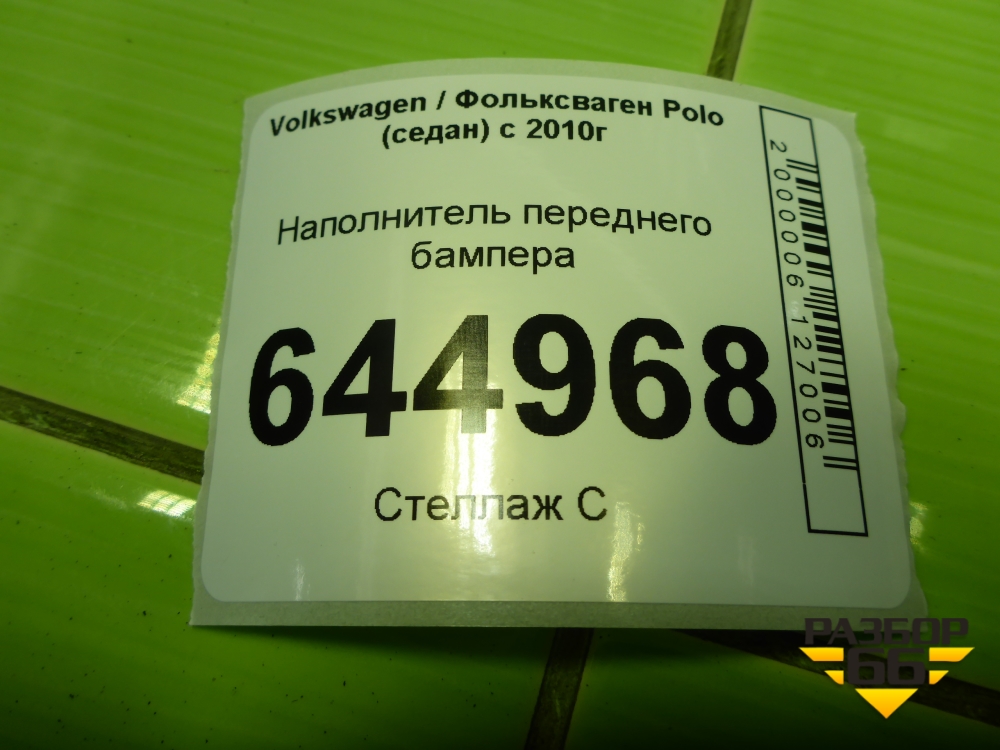 Volkswagen / Фольксваген Polo
(седан) с 2010г
Наполнитель переднего
бампера
644968
Стеллаж С
2000006127006
РАЗБОР
66